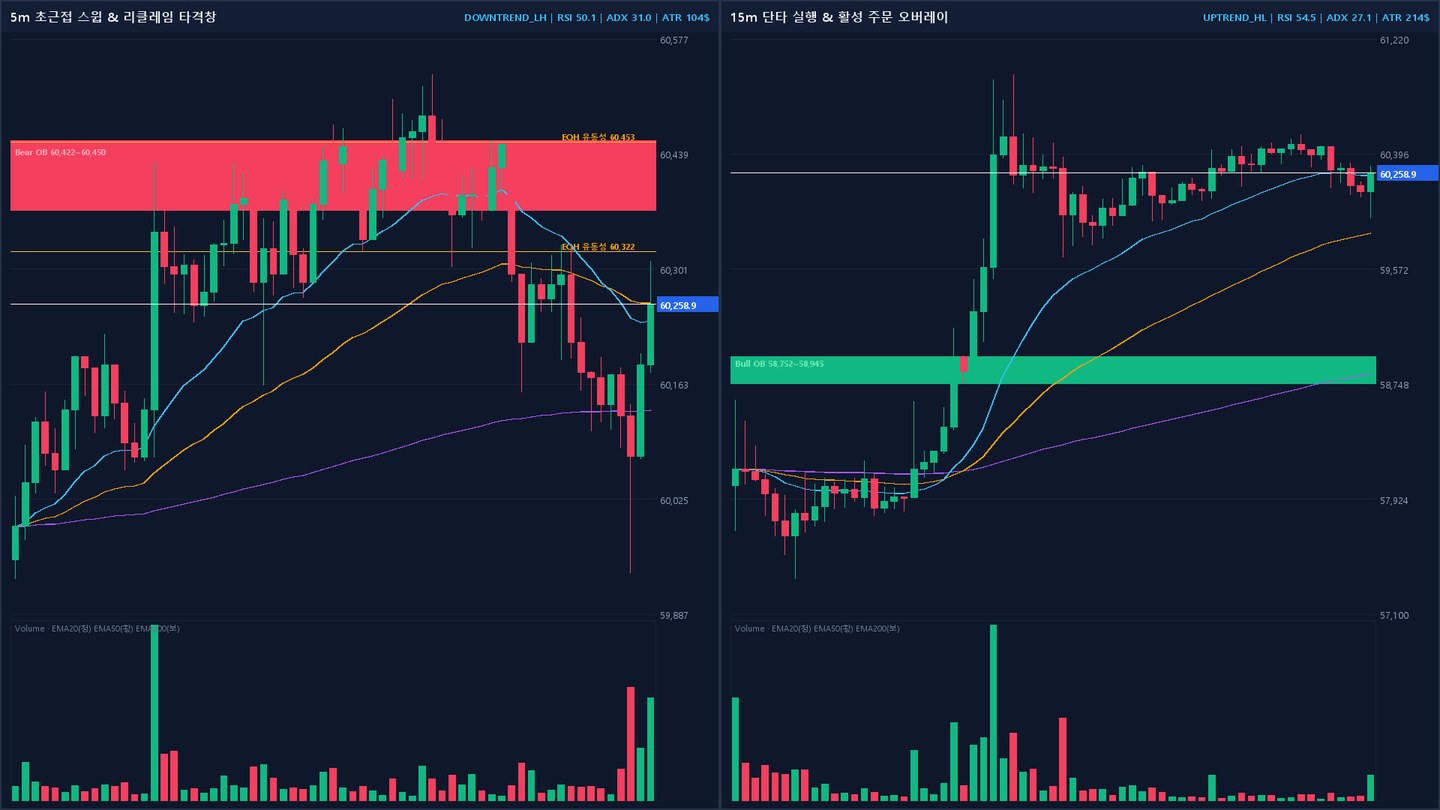 5m 초근접 스윕 & 리클레임 타격창
DOWNTREND_LH | RSI 50.1 | ADX 31.0 | ATR 104$
60,577
EQH 유동성 60,453
Bear OB 60,422~60,450
60,439
EQH 유동성 60,322
60,301
60,258.9
60,163
60,025
59,887
Volume · EMA20(청) EMA50(황) EMA200(보)
15m 단타 실행 & 활성 주문 오버레이
UPTREND_HL | RSI 54.5 | ADX 27.1 | ATR 214$
61,220
60,396
60,258.9
59,572
Bull OB 58,752~58,945
58,748
57,924
57,100
Volume · EMA20(청) EMA50(황) EMA200(보)